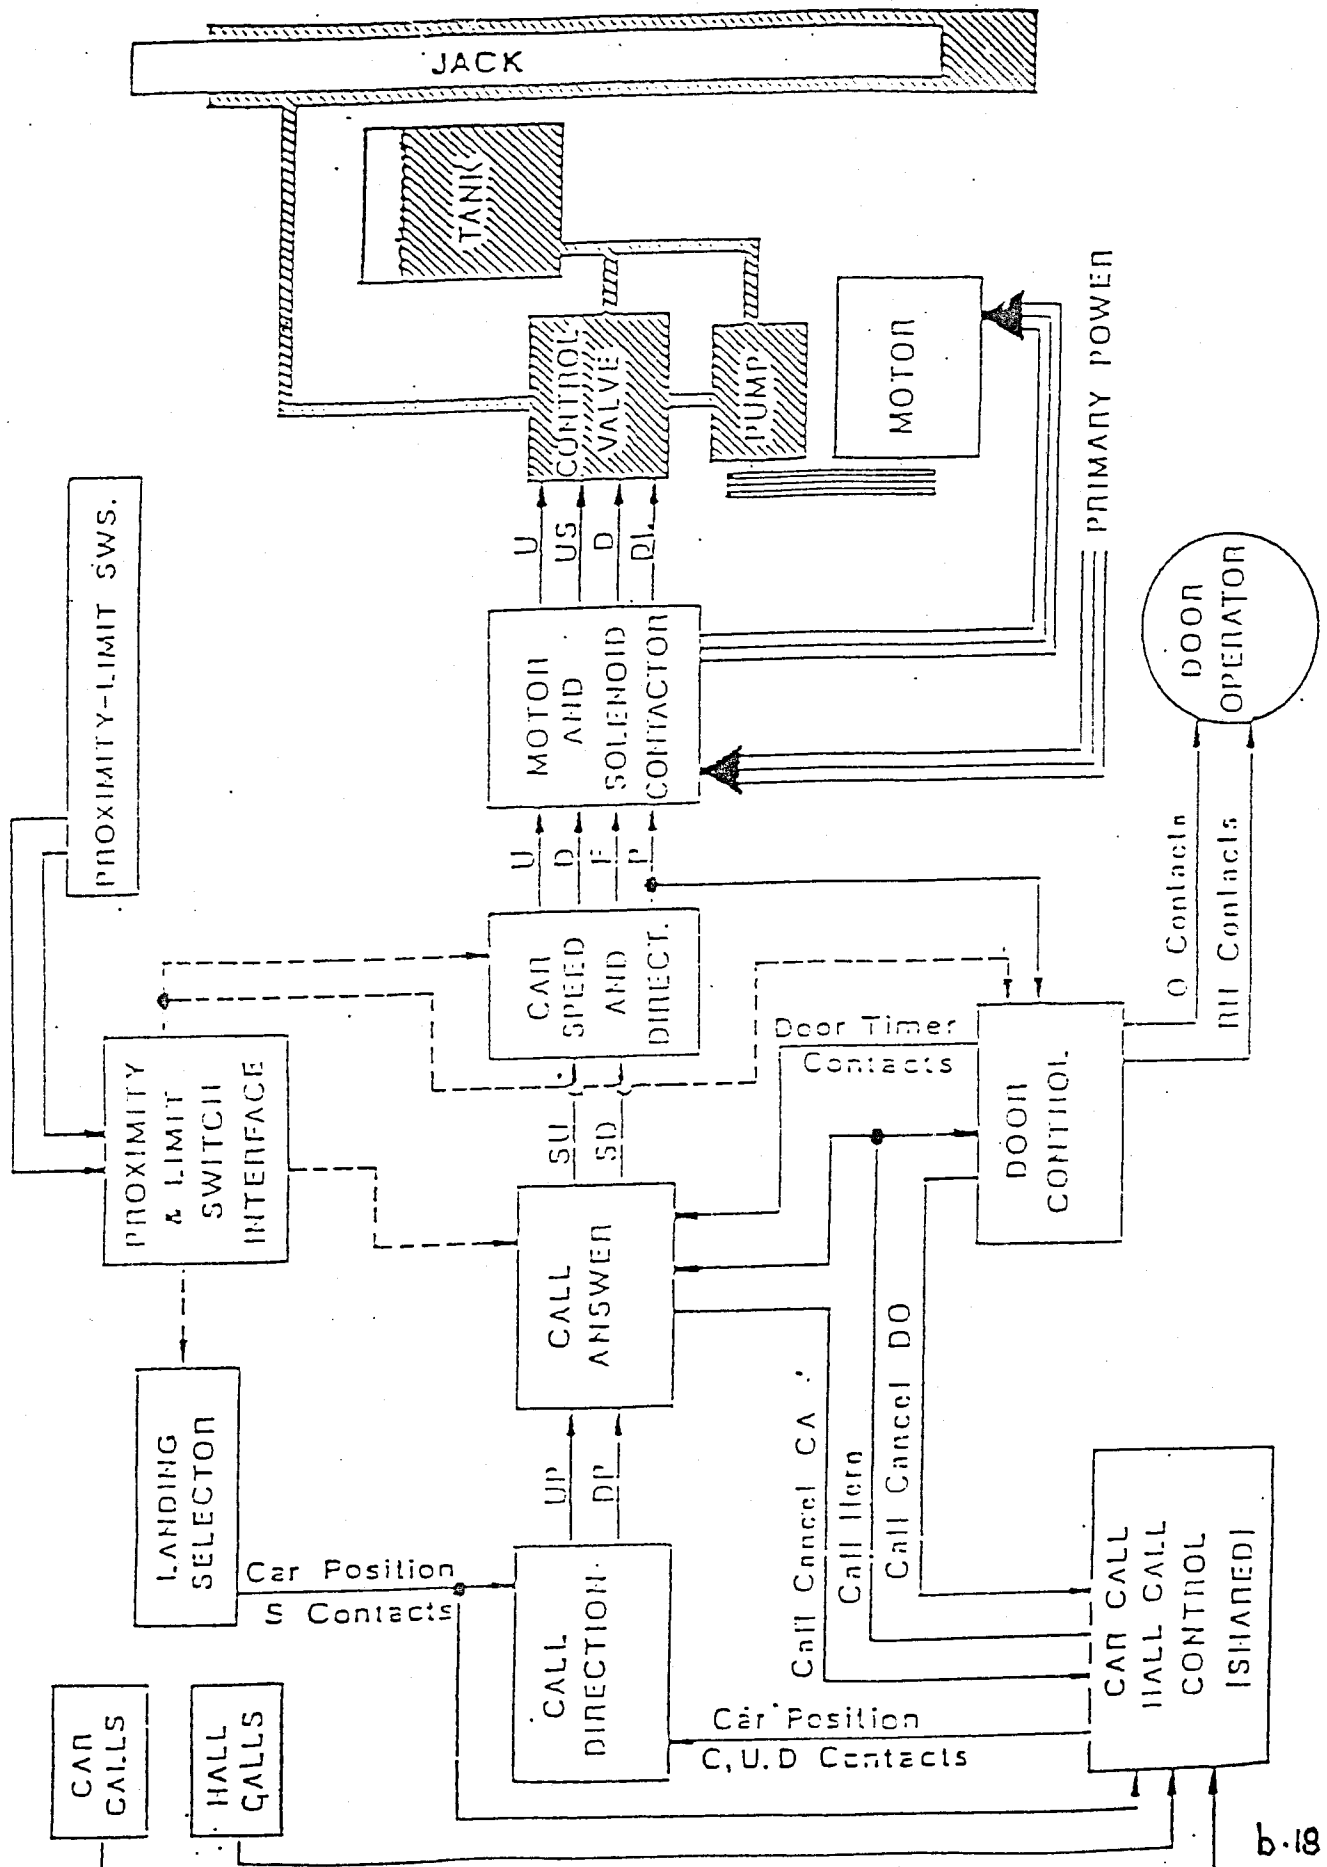 JACK
TANK
CONTROL
VALVE
PUMP
MOTOR
PRIMARY POWER
PROXIMITY-LIMIT SWS.
U
US
D
DL
MOTOR
AND
SOLENOID
CONTACTOR
DOOR
OPERATOR
U
D
F
P
CAR
SPEED
AND
DIRECT.
O Contacts
RH Contacts
PROXIMITY
& LIMIT
SWITCH
INTERFACE
SU
SD
Door Timer
Contacts
DOOR
CONTROL
LANDING
SELECTOR
CALL
ANSWER
Call Cancel CA
Call Here
Call Cancel DO
UP
DP
Car Position
S Contacts
CALL
DIRECTION
Car Position
C,U.D Contacts
CAR CALL
HALL CALL
CONTROL
(SHARED)
CAR
CALLS
HALL
CALLS
b.18